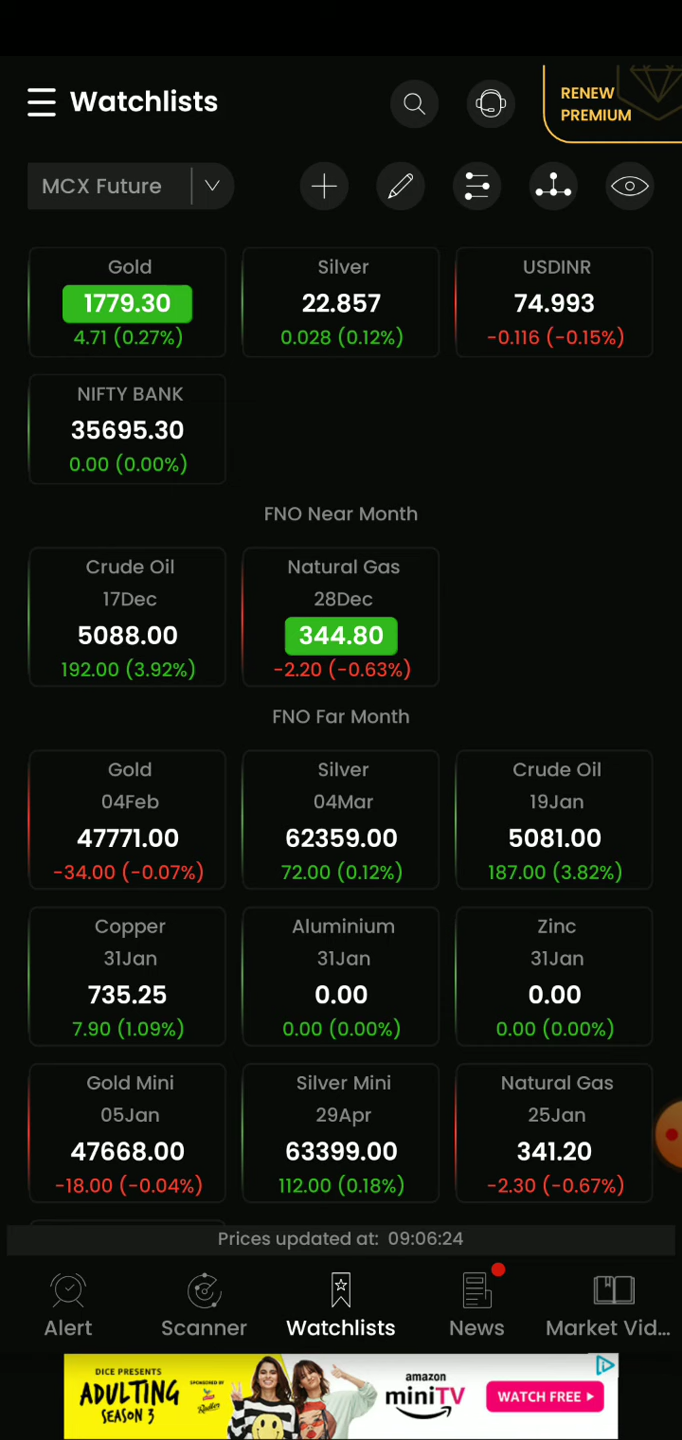 Watchlists
RENEW
PREMIUM
MCX Future
Gold
1779.30
4.71 (0.27%)
Silver
22.857
0.028 (0.12%)
USDINR
74.993
-0.116 (-0.15%)
NIFTY BANK
35695.30
0.00 (0.00%)
FNO Near Month
Crude Oil
17Dec
5088.00
192.00 (3.92%)
Natural Gas
28Dec
344.80
-2.20 (-0.63%)
FNO Far Month
Gold
04Feb
47771.00
-34.00 (-0.07%)
Silver
04Mar
62359.00
72.00 (0.12%)
Crude Oil
19Jan
5081.00
187.00 (3.82%)
Copper
31Jan
735.25
7.90 (1.09%)
Aluminium
31Jan
0.00
0.00 (0.00%)
Zinc
31Jan
0.00
0.00 (0.00%)
Gold Mini
05Jan
47668.00
-18.00 (-0.04%)
Silver Mini
29Apr
63399.00
112.00 (0.18%)
Natural Gas
25Jan
341.20
-2.30 (-0.67%)
Prices updated at: 09:06:24
Alert
Scanner
Watchlists
News
Market Vid...
DICE PRESENTS
ADULTING
SEASON 3
SPONSORED BY
amazon
miniTV
WATCH FREE